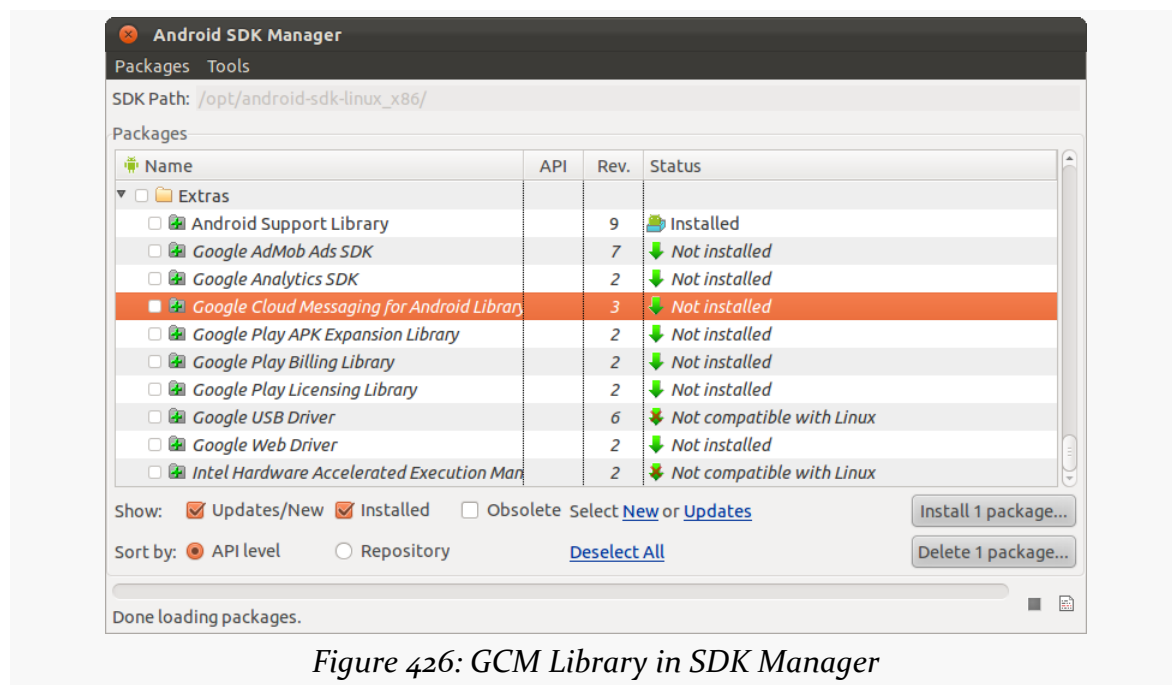 Android SDK Manager
Packages Tools
SDK Path: /opt/android-sdk-linux_x86/
Packages
Name API Rev. Status
Extras
Android Support Library 9 Installed
Google AdMob Ads SDK 7 Not installed
Google Analytics SDK 2 Not installed
Google Cloud Messaging for Android Library 3 Not installed
Google Play APK Expansion Library 2 Not installed
Google Play Billing Library 2 Not installed
Google Play Licensing Library 2 Not installed
Google USB Driver 6 Not compatible with Linux
Google Web Driver 2 Not installed
Intel Hardware Accelerated Execution Man 2 Not compatible with Linux
Show: Updates/New Installed Obsolete Select New or Updates Install 1 package...
Sort by: API level Repository Deselect All Delete 1 package...
Done loading packages.
Figure 426: GCM Library in SDK Manager